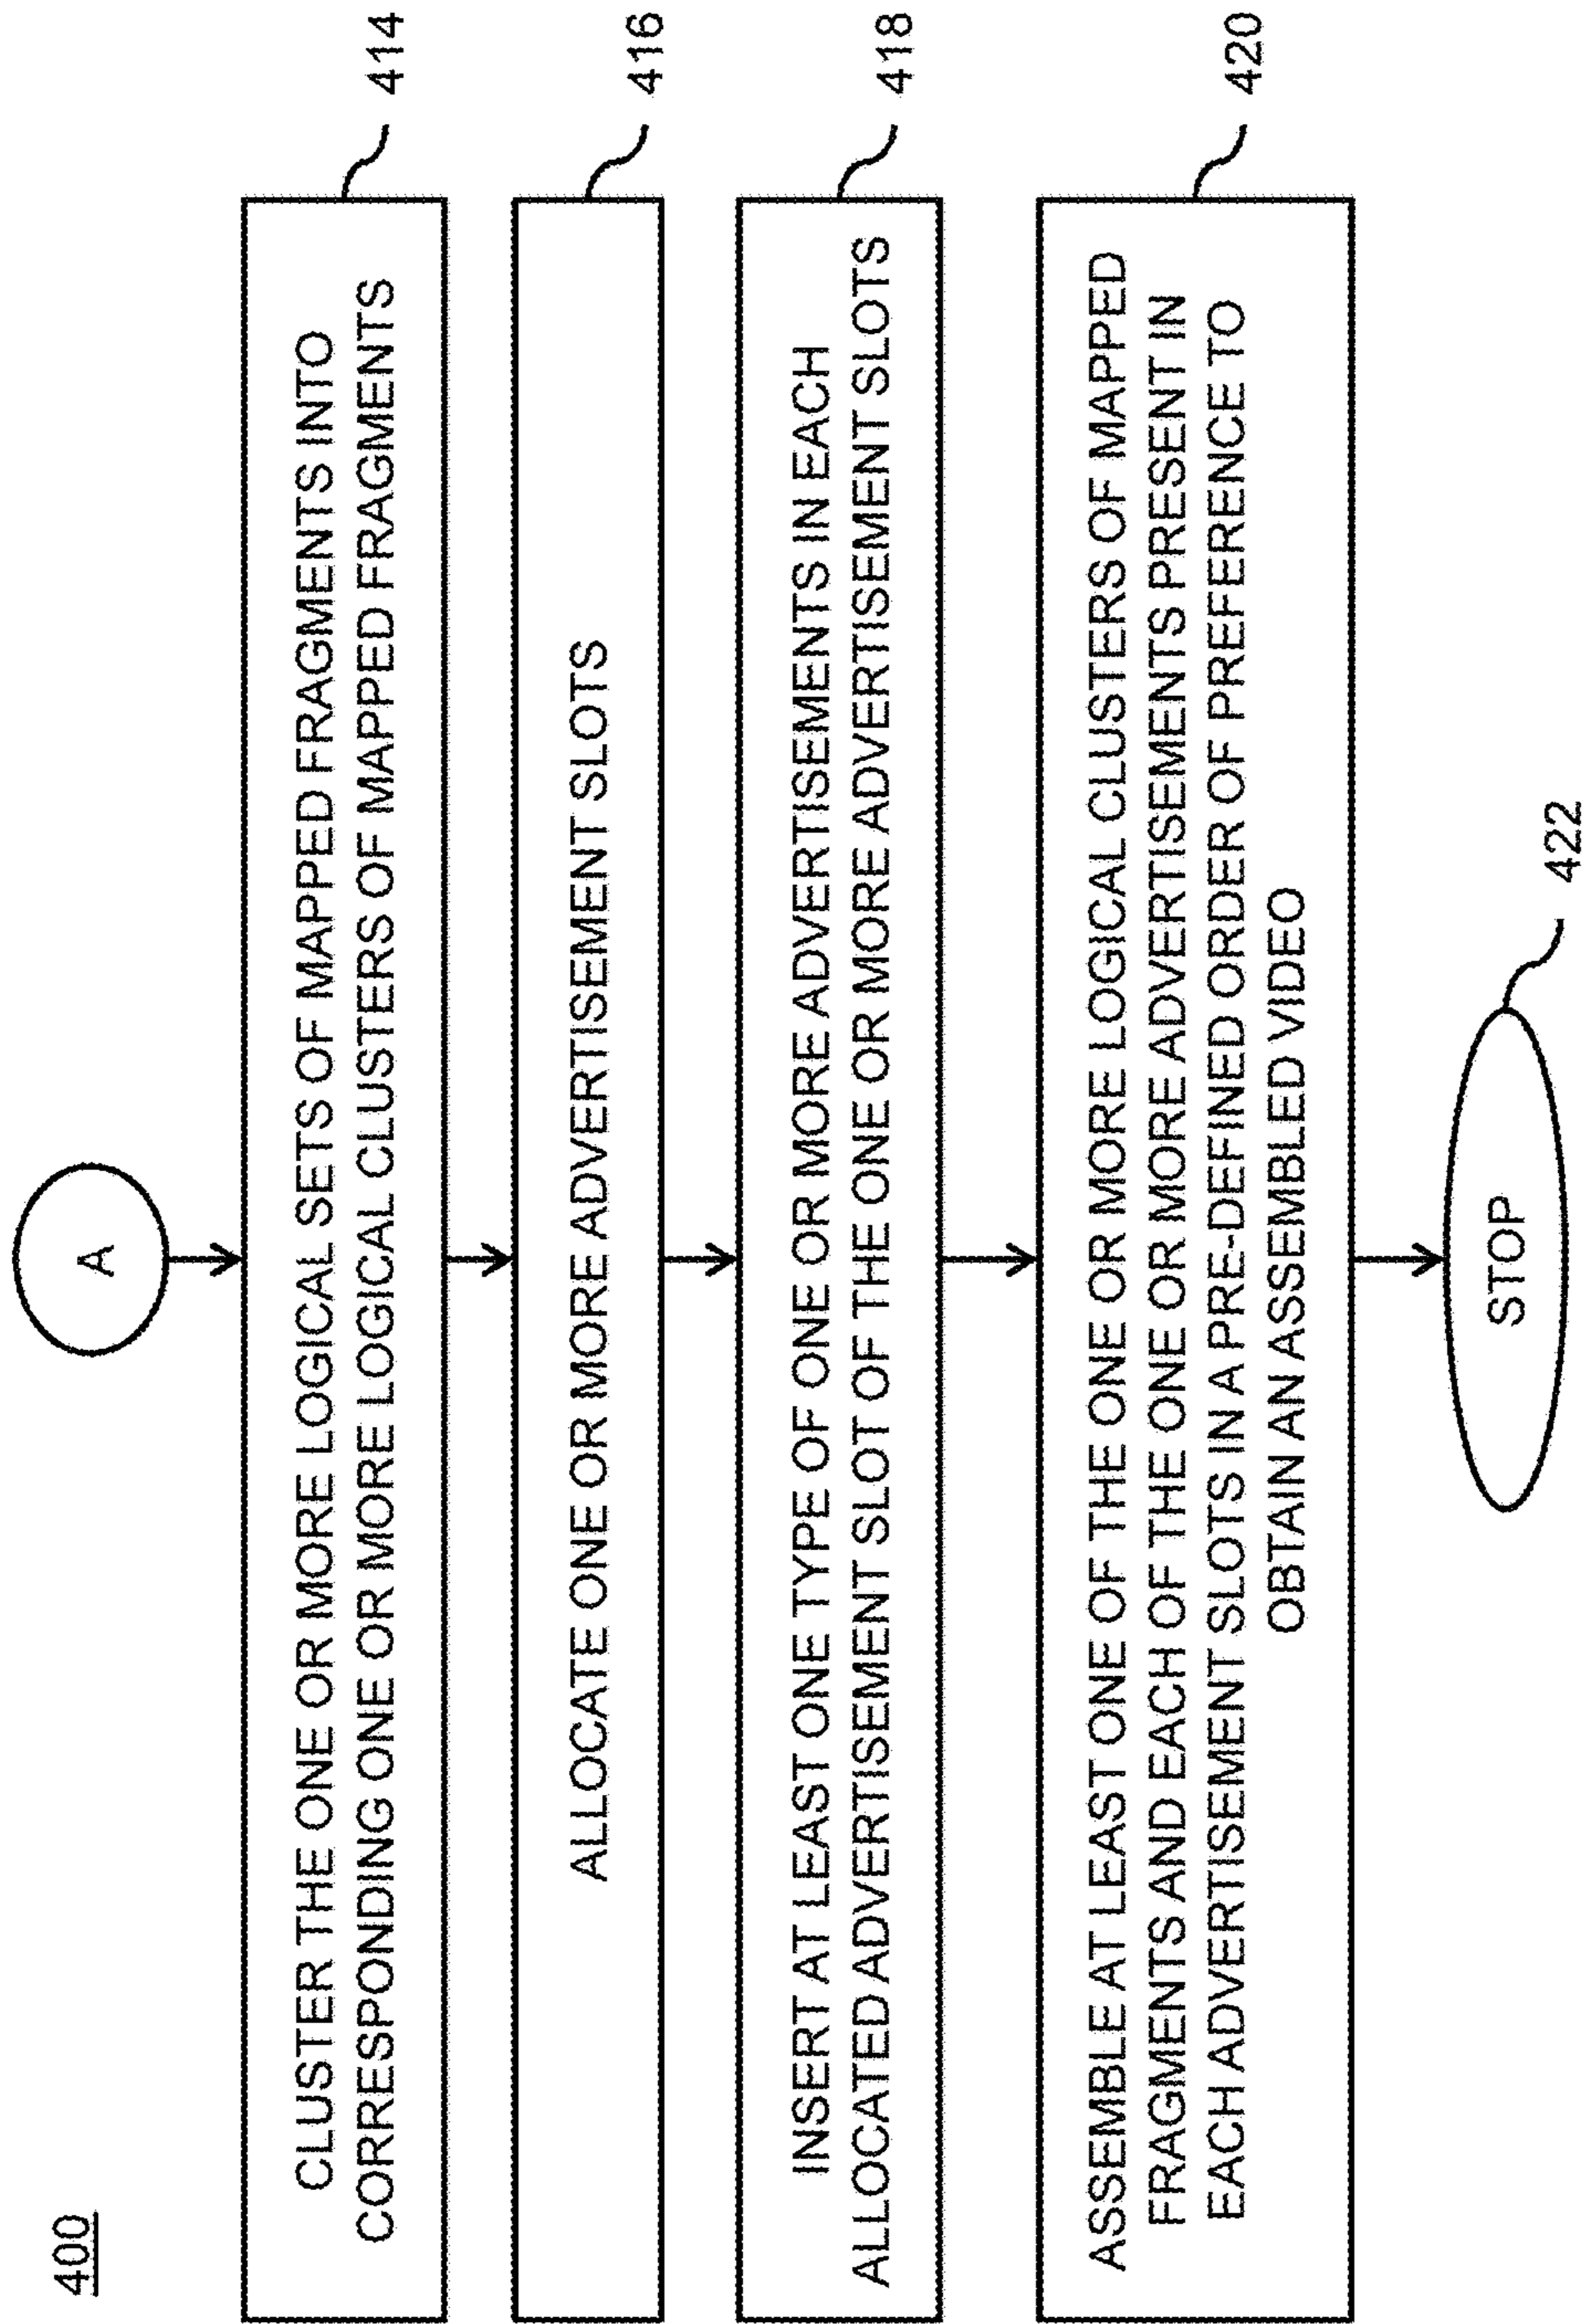 400
A
CLUSTER THE ONE OR MORE LOGICAL SETS OF MAPPED FRAGMENTS INTO
CORRESPONDING ONE OR MORE LOGICAL CLUSTERS OF MAPPED FRAGMENTS
414
ALLOCATE ONE OR MORE ADVERTISEMENT SLOTS
416
INSERT AT LEAST ONE TYPE OF ONE OR MORE ADVERTISEMENTS IN EACH
ALLOCATED ADVERTISEMENT SLOT OF THE ONE OR MORE ADVERTISEMENT SLOTS
418
ASSEMBLE AT LEAST ONE OF THE ONE OR MORE LOGICAL CLUSTERS OF MAPPED
FRAGMENTS AND EACH OF THE ONE OR MORE ADVERTISEMENTS PRESENT IN
EACH ADVERTISEMENT SLOTS IN A PRE-DEFINED ORDER OF PREFERENCE TO
OBTAIN AN ASSEMBLED VIDEO
420
STOP
422